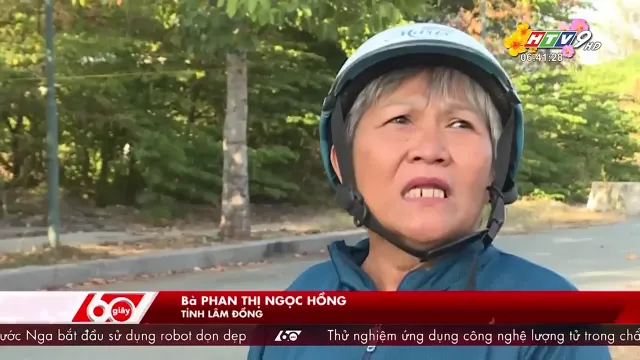 HTV9 HD
06:41:28
60 giây
Bà PHAN THỊ NGỌC HỒNG
TỈNH LÂM ĐỒNG
ước Nga bắt đầu sử dụng robot dọn dẹp 60 Thử nghiệm ứng dụng công nghệ lượng tử trong chẩ